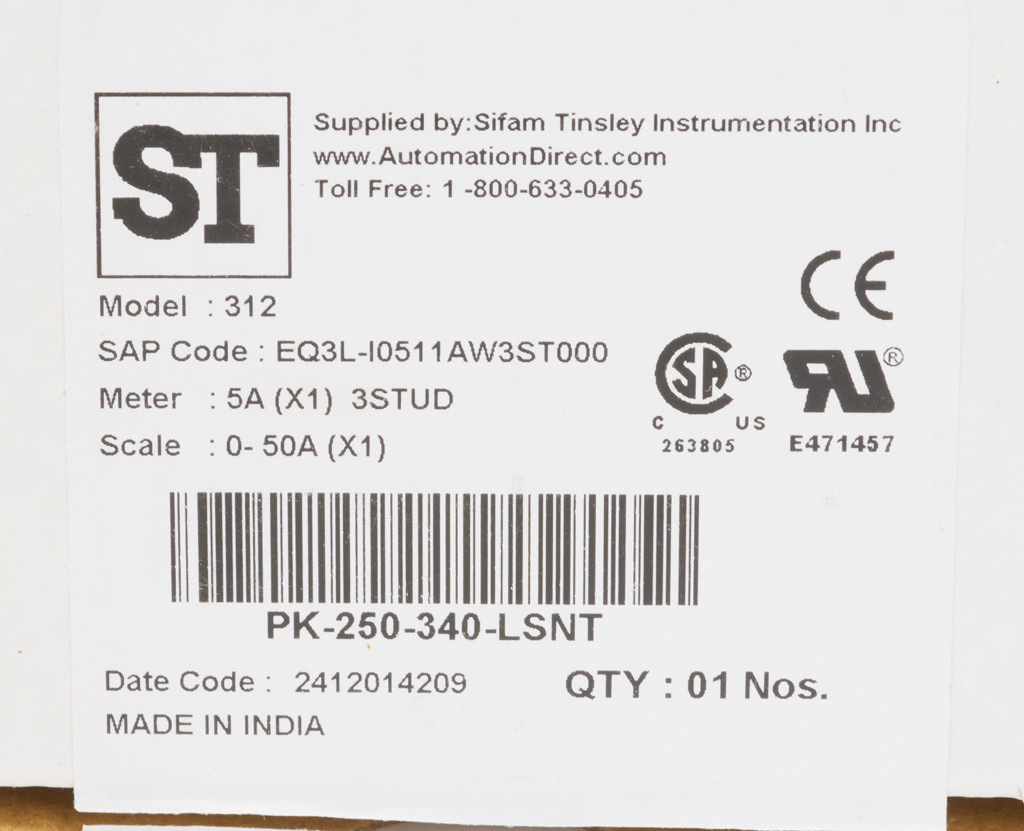 ST
Supplied by:Sifam Tinsley Instrumentation Inc
www.AutomationDirect.com
Toll Free: 1 -800-633-0405
CE
Model : 312
SAP Code : EQ3L-I0511AW3ST000
Meter : 5A (X1) 3STUD
Scale : 0- 50A (X1)
SA ®
C US
263805
RU ®
E471457
PK-250-340-LSNT
Date Code : 2412014209
QTY : 01 Nos.
MADE IN INDIA